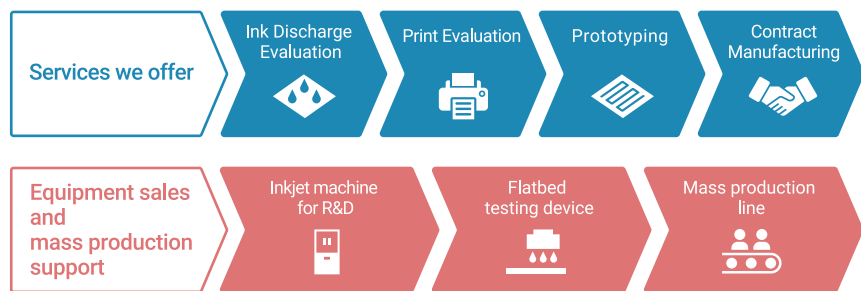 Services we offer
Ink Discharge
Evaluation
Print Evaluation
Prototyping
Contract
Manufacturing
Equipment sales
and
mass production
support
Inkjet machine
for R&D
Flatbed
testing device
Mass production
line